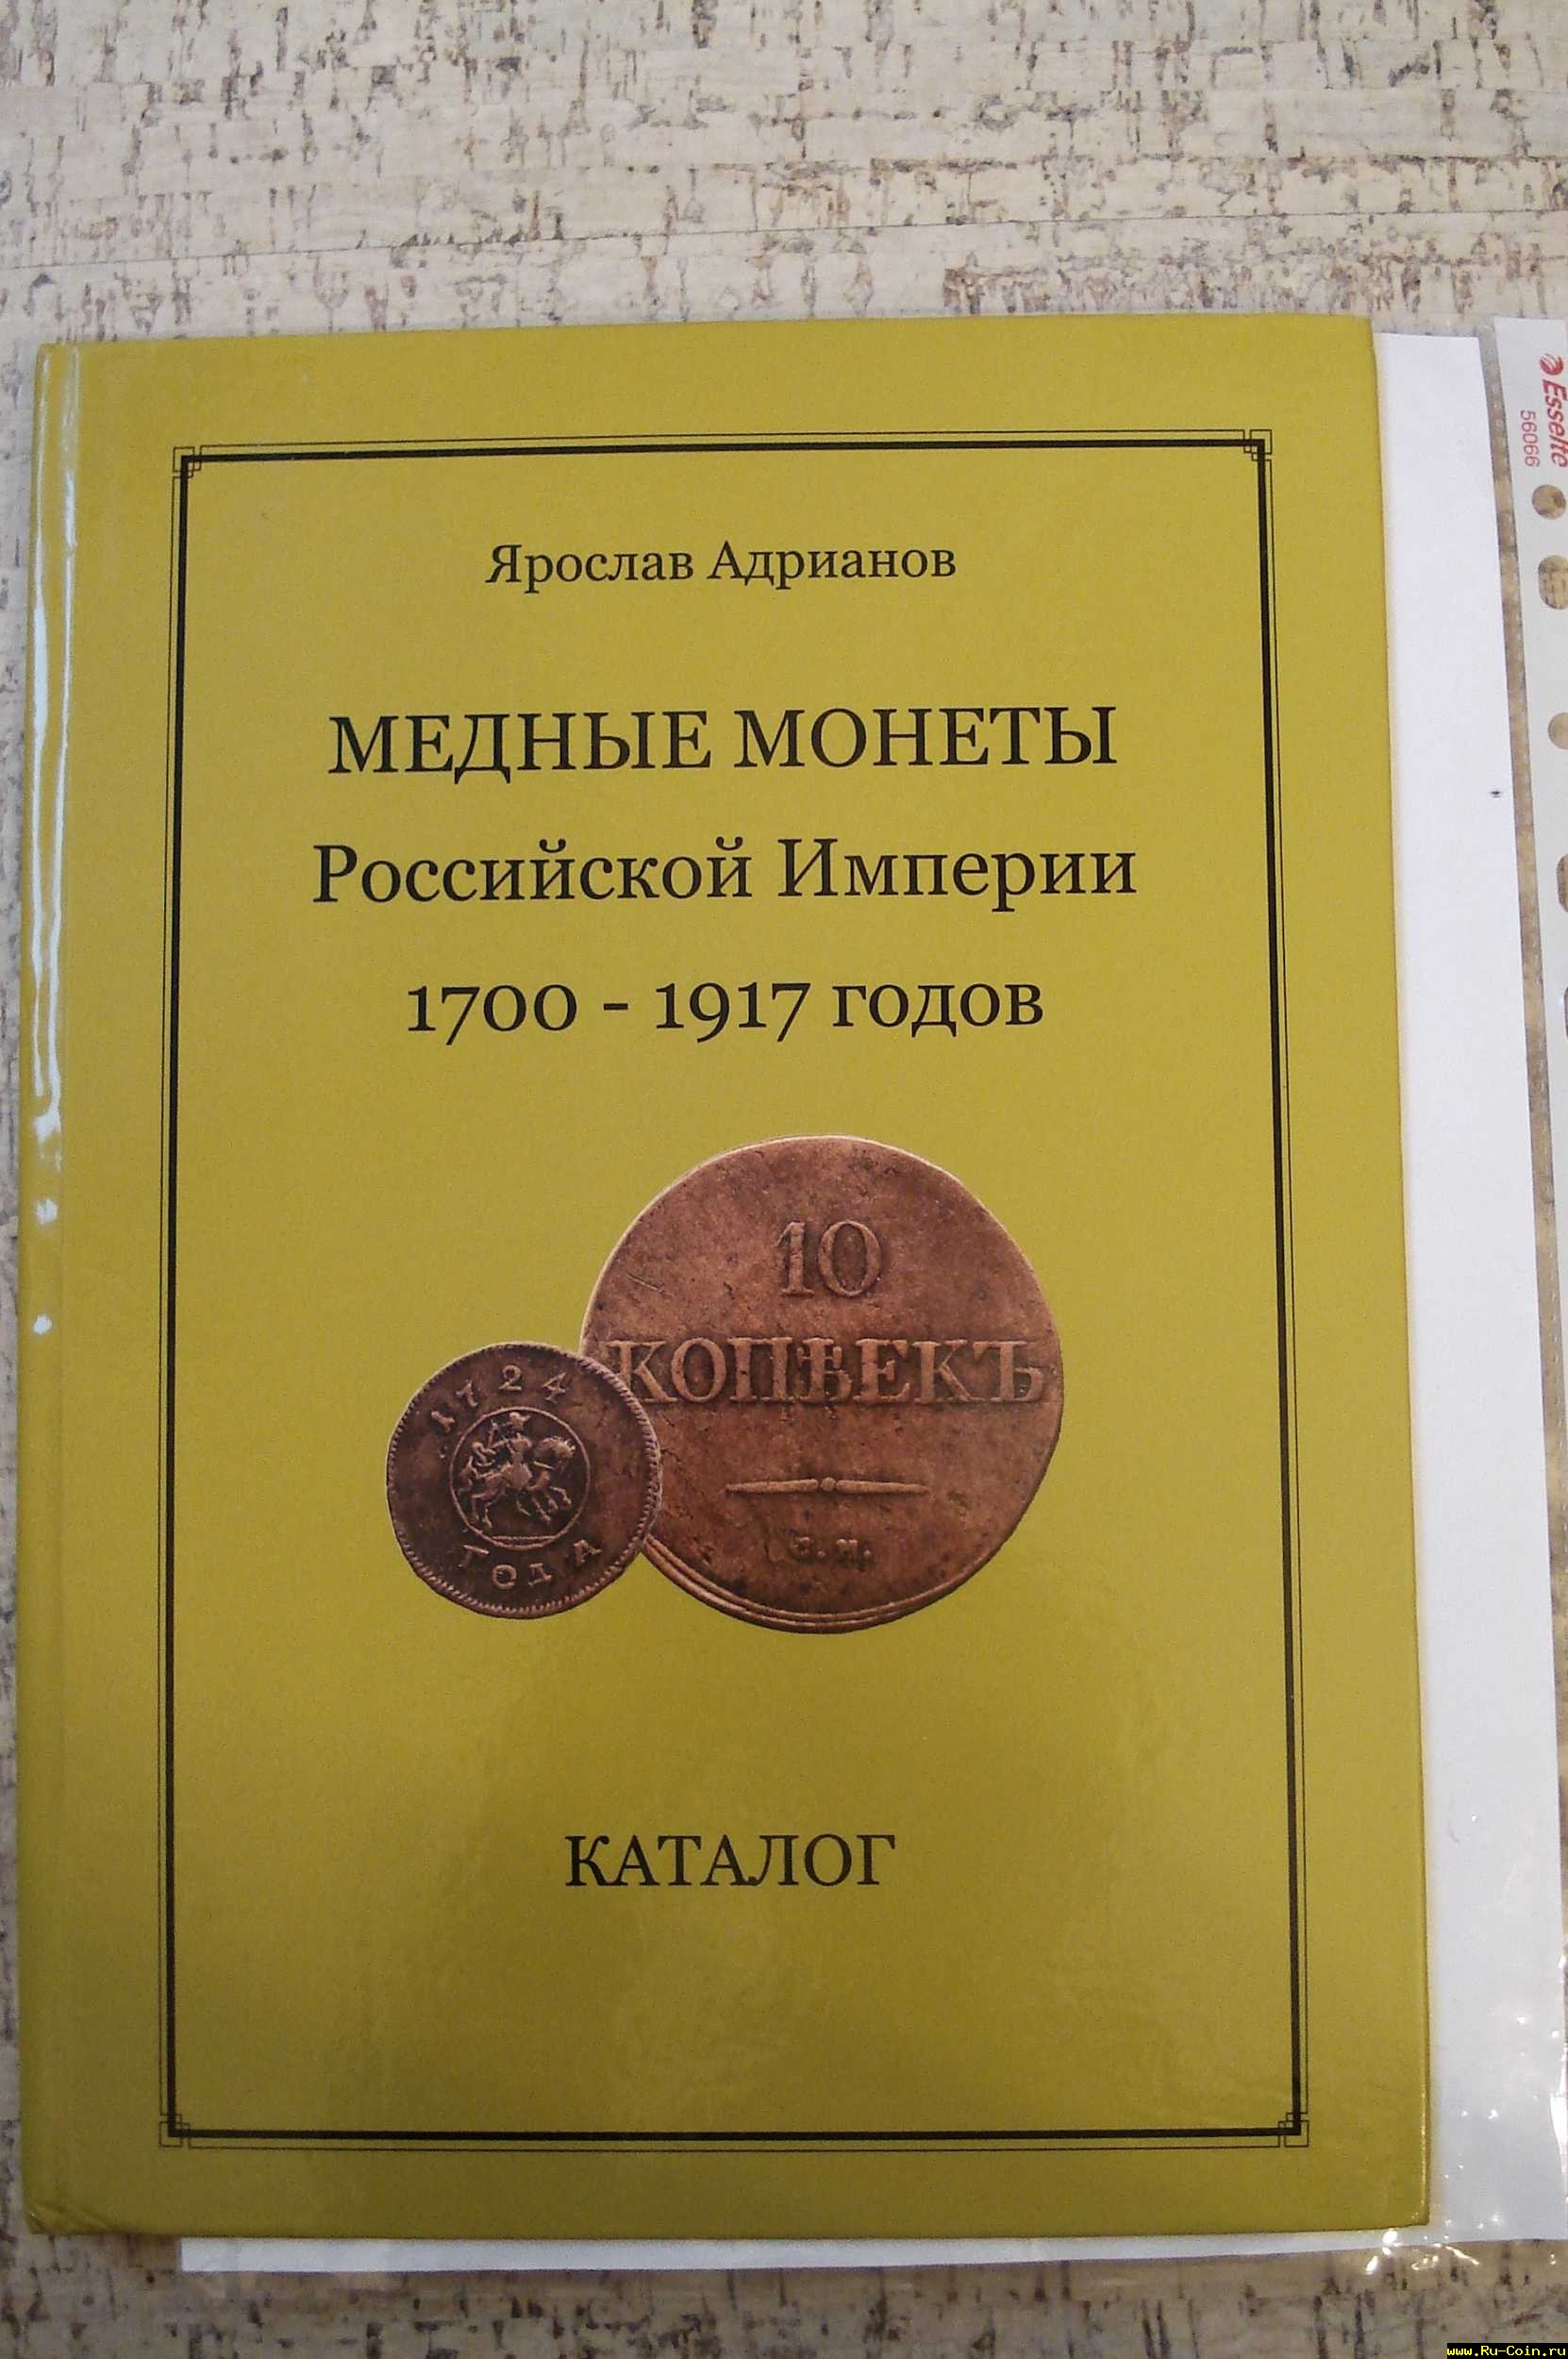 Esselte
56066
Ярослав Адрианов
МЕДНЫЕ МОНЕТЫ
Российской Империи
1700 - 1917 годов
10
КОПѢЕКЪ
С.М.
1724
ГОДА
КАТАЛОГ
www.Ru-Coin.ru